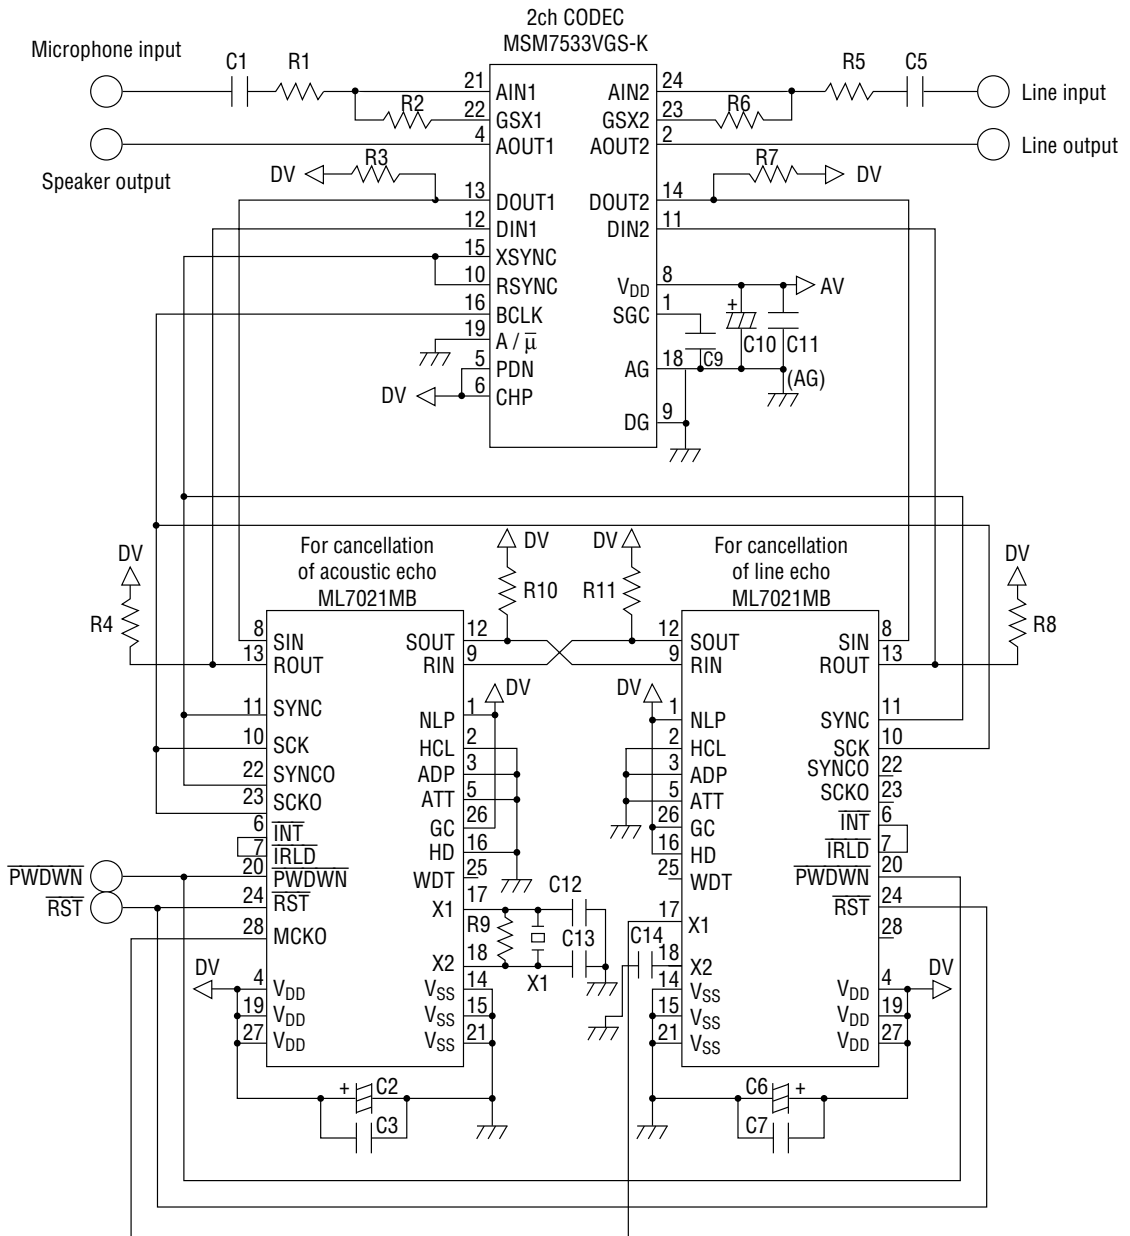 2ch CODEC
MSM7533VGS-K
Microphone input
C1
R1
R2
Speaker output
DV
R3
21
22
4
13
12
15
10
16
19
5
6
DV
AIN1
GSX1
AOUT1
DOUT1
DIN1
XSYNC
RSYNC
BCLK
A / μ̅
PDN
CHP
AIN2
GSX2
AOUT2
DOUT2
DIN2
VDD
SGC
AG
DG
24
23
2
14
11
8
1
18
9
R5
C5
R6
Line input
Line output
R7
DV
AV
+
C9
C10
C11
(AG)
DV
R4
For cancellation
of acoustic echo
ML7021MB
DV
R10
DV
R11
For cancellation
of line echo
ML7021MB
DV
R8
8
13
11
10
22
23
6
7
20
24
28
4
19
27
SIN
ROUT
SYNC
SCK
SYNCO
SCKO
I̅N̅T̅
I̅R̅L̅D̅
P̅W̅D̅W̅N̅
R̅S̅T̅
MCKO
VDD
VDD
VDD
SOUT
RIN
NLP
HCL
ADP
ATT
GC
HD
WDT
X1
X2
VSS
VSS
VSS
12
9
1
2
3
5
26
16
25
17
18
14
15
21
DV
P̅W̅D̅W̅N̅
R̅S̅T̅
DV
R9
X1
C12
C13
C14
+
C2
C3
DV
12
9
1
2
3
5
26
16
25
17
18
14
15
21
SOUT
RIN
NLP
HCL
ADP
ATT
GC
HD
WDT
X1
X2
VSS
VSS
VSS
SIN
ROUT
SYNC
SCK
SYNCO
SCKO
I̅N̅T̅
I̅R̅L̅D̅
P̅W̅D̅W̅N̅
R̅S̅T̅
VDD
VDD
VDD
8
13
11
10
22
23
6
7
20
24
28
4
19
27
DV
C6
+
C7